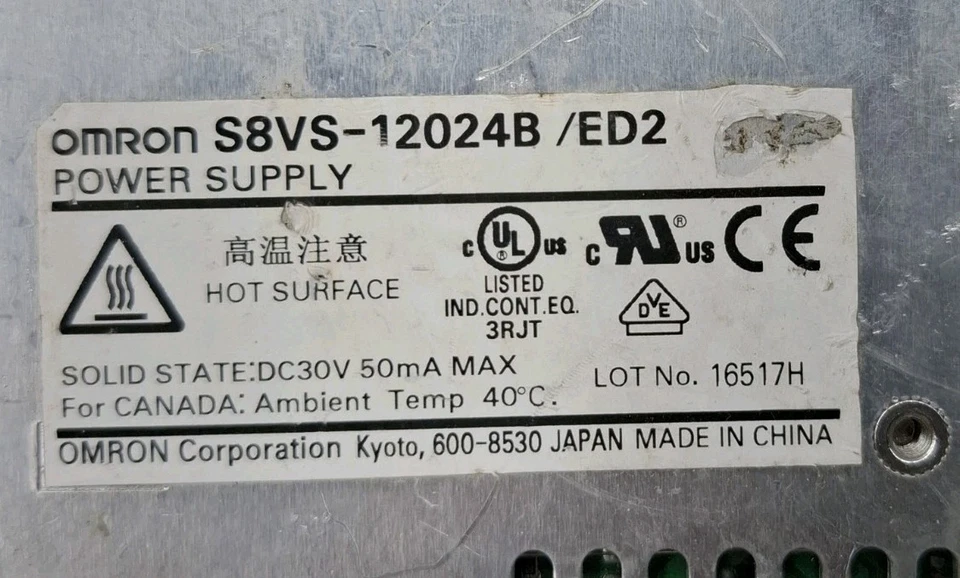 OMRON S8VS-12024B /ED2
POWER SUPPLY
高温注意
HOT SURFACE
c UL® us
LISTED
IND.CONT.EQ.
3RJT
c RU® US
CE
DVE
SOLID STATE:DC30V 50mA MAX
For CANADA: Ambient Temp 40°C.
LOT No. 16517H
OMRON Corporation Kyoto, 600-8530 JAPAN MADE IN CHINA